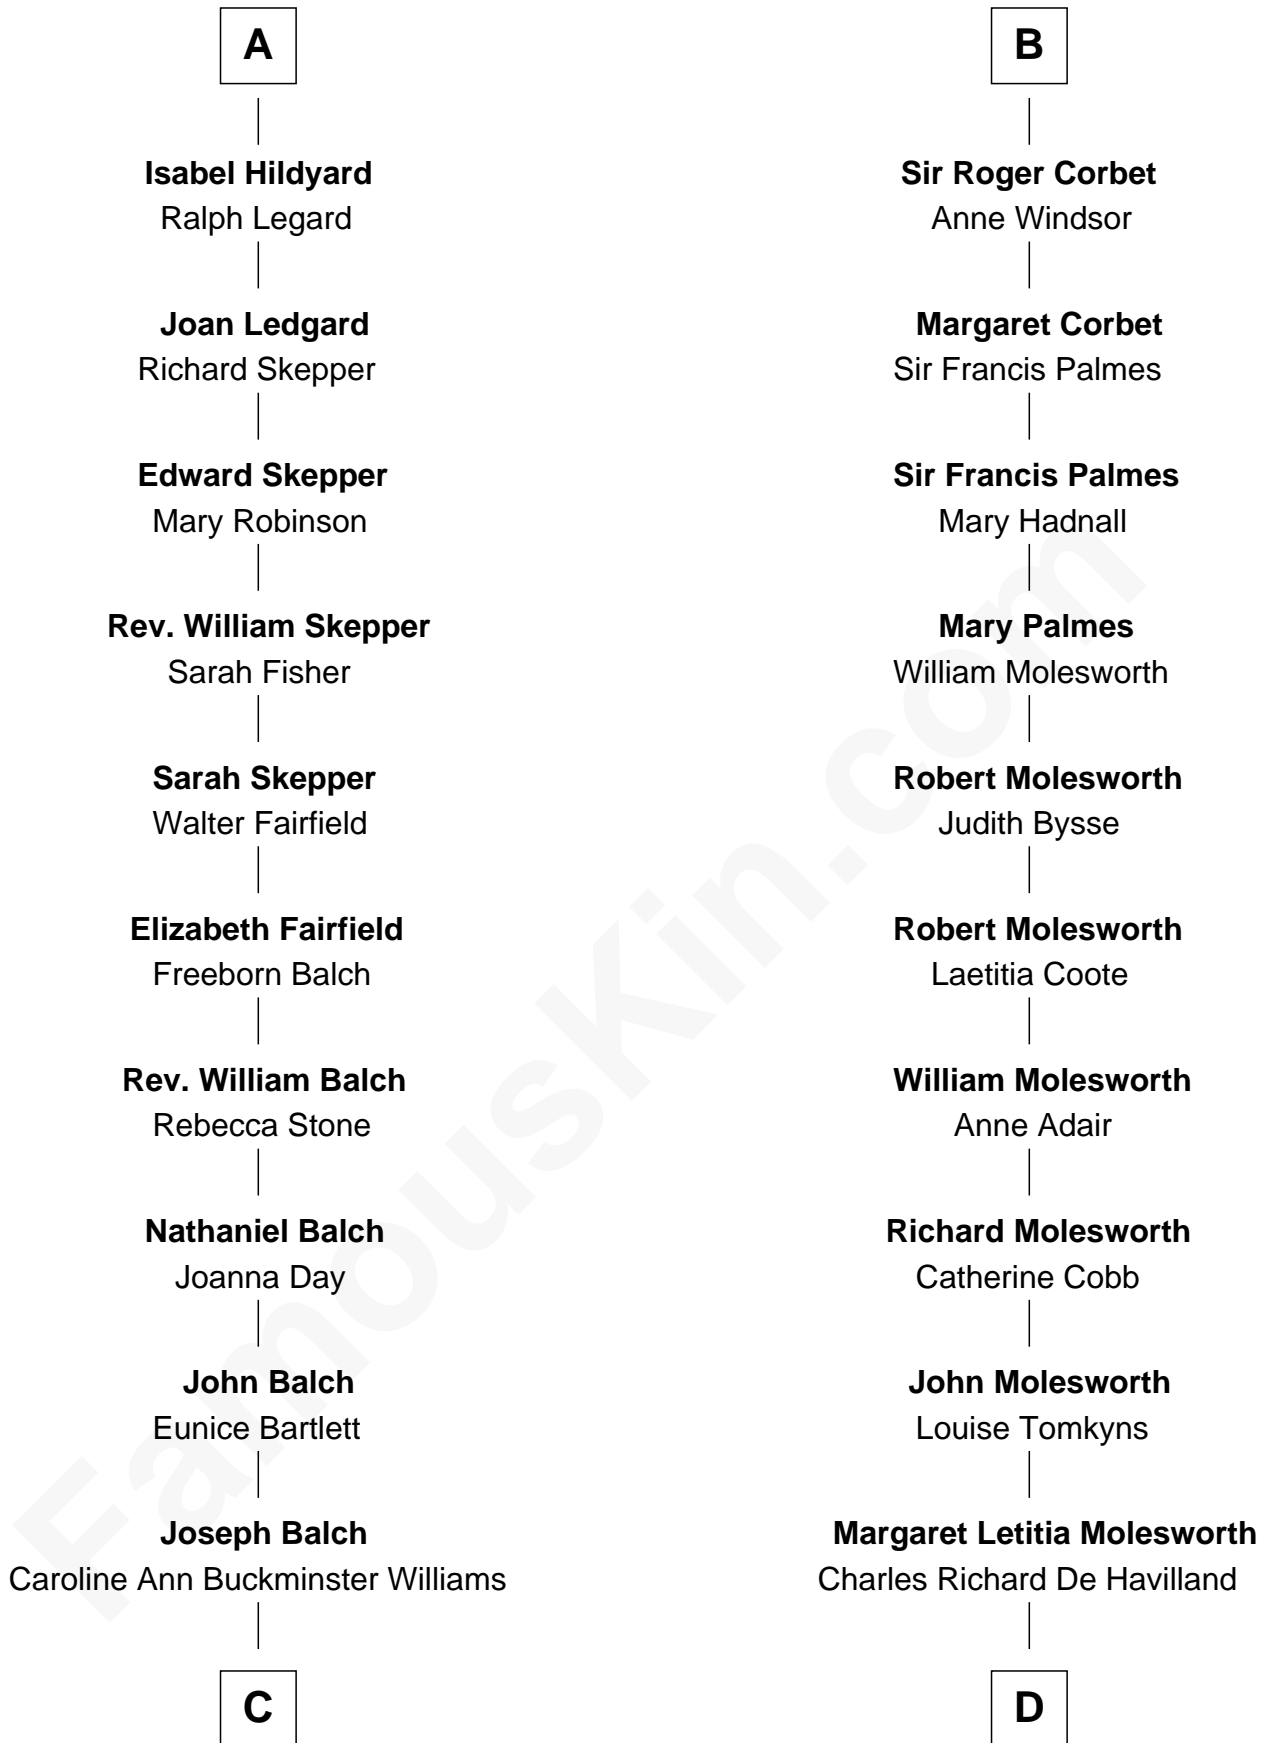 A
Isabel Hildyard
Ralph Legard
Joan Ledgard
Richard Skepper
Edward Skepper
Mary Robinson
Rev. William Skepper
Sarah Fisher
Sarah Skepper
Walter Fairfield
Elizabeth Fairfield
Freeborn Balch
Rev. William Balch
Rebecca Stone
Nathaniel Balch
Joanna Day
John Balch
Eunice Bartlett
Joseph Balch
Caroline Ann Buckminster Williams
C
B
Sir Roger Corbet
Anne Windsor
Margaret Corbet
Sir Francis Palmes
Sir Francis Palmes
Mary Hadnall
Mary Palmes
William Molesworth
Robert Molesworth
Judith Bysse
Robert Molesworth
Laetitia Coote
William Molesworth
Anne Adair
Richard Molesworth
Catherine Cobb
John Molesworth
Louise Tomkyns
Margaret Letitia Molesworth
Charles Richard De Havilland
D
FamousKin.com